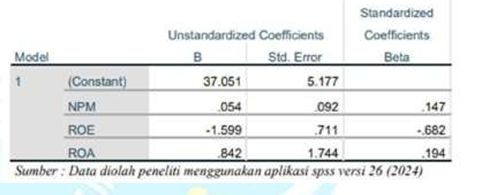 Standardized
Unstandardized Coefficients Coefficients
Model B Std. Error Beta
1 (Constant) 37.051 5.177
NPM .054 .092 .147
ROE -1.599 .711 -.682
ROA .842 1.744 .194
Sumber : Data diolah peneliti menggunakan aplikasi spss versi 26 (2024)